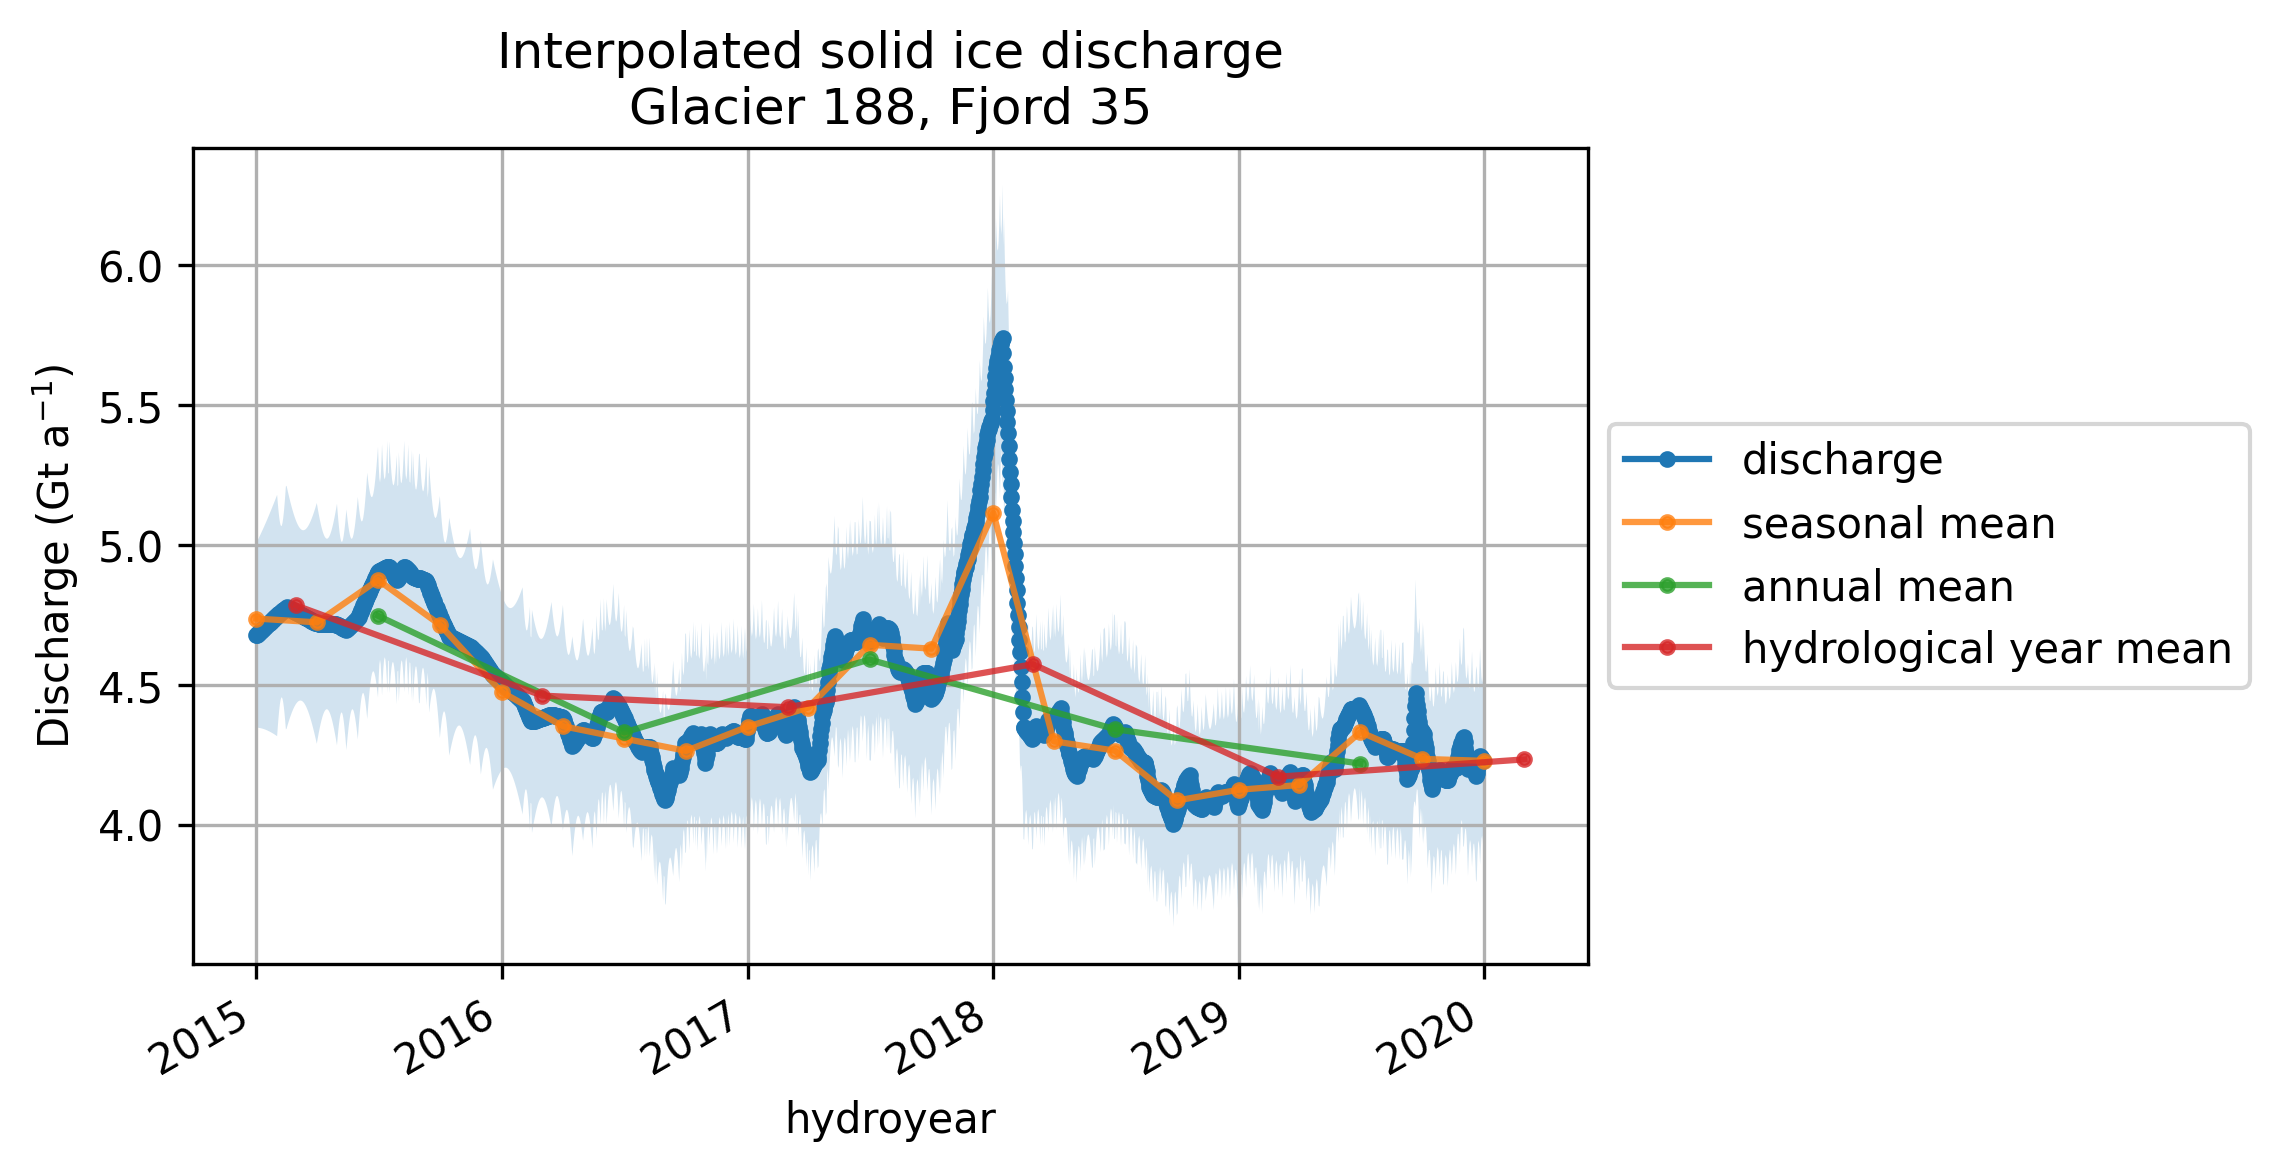 Interpolated solid ice discharge
Glacier 188, Fjord 35
Discharge (Gt a⁻¹)
6.0
5.5
5.0
4.5
4.0
2015
2016
2017
2018
2019
2020
hydroyear
discharge
seasonal mean
annual mean
hydrological year mean